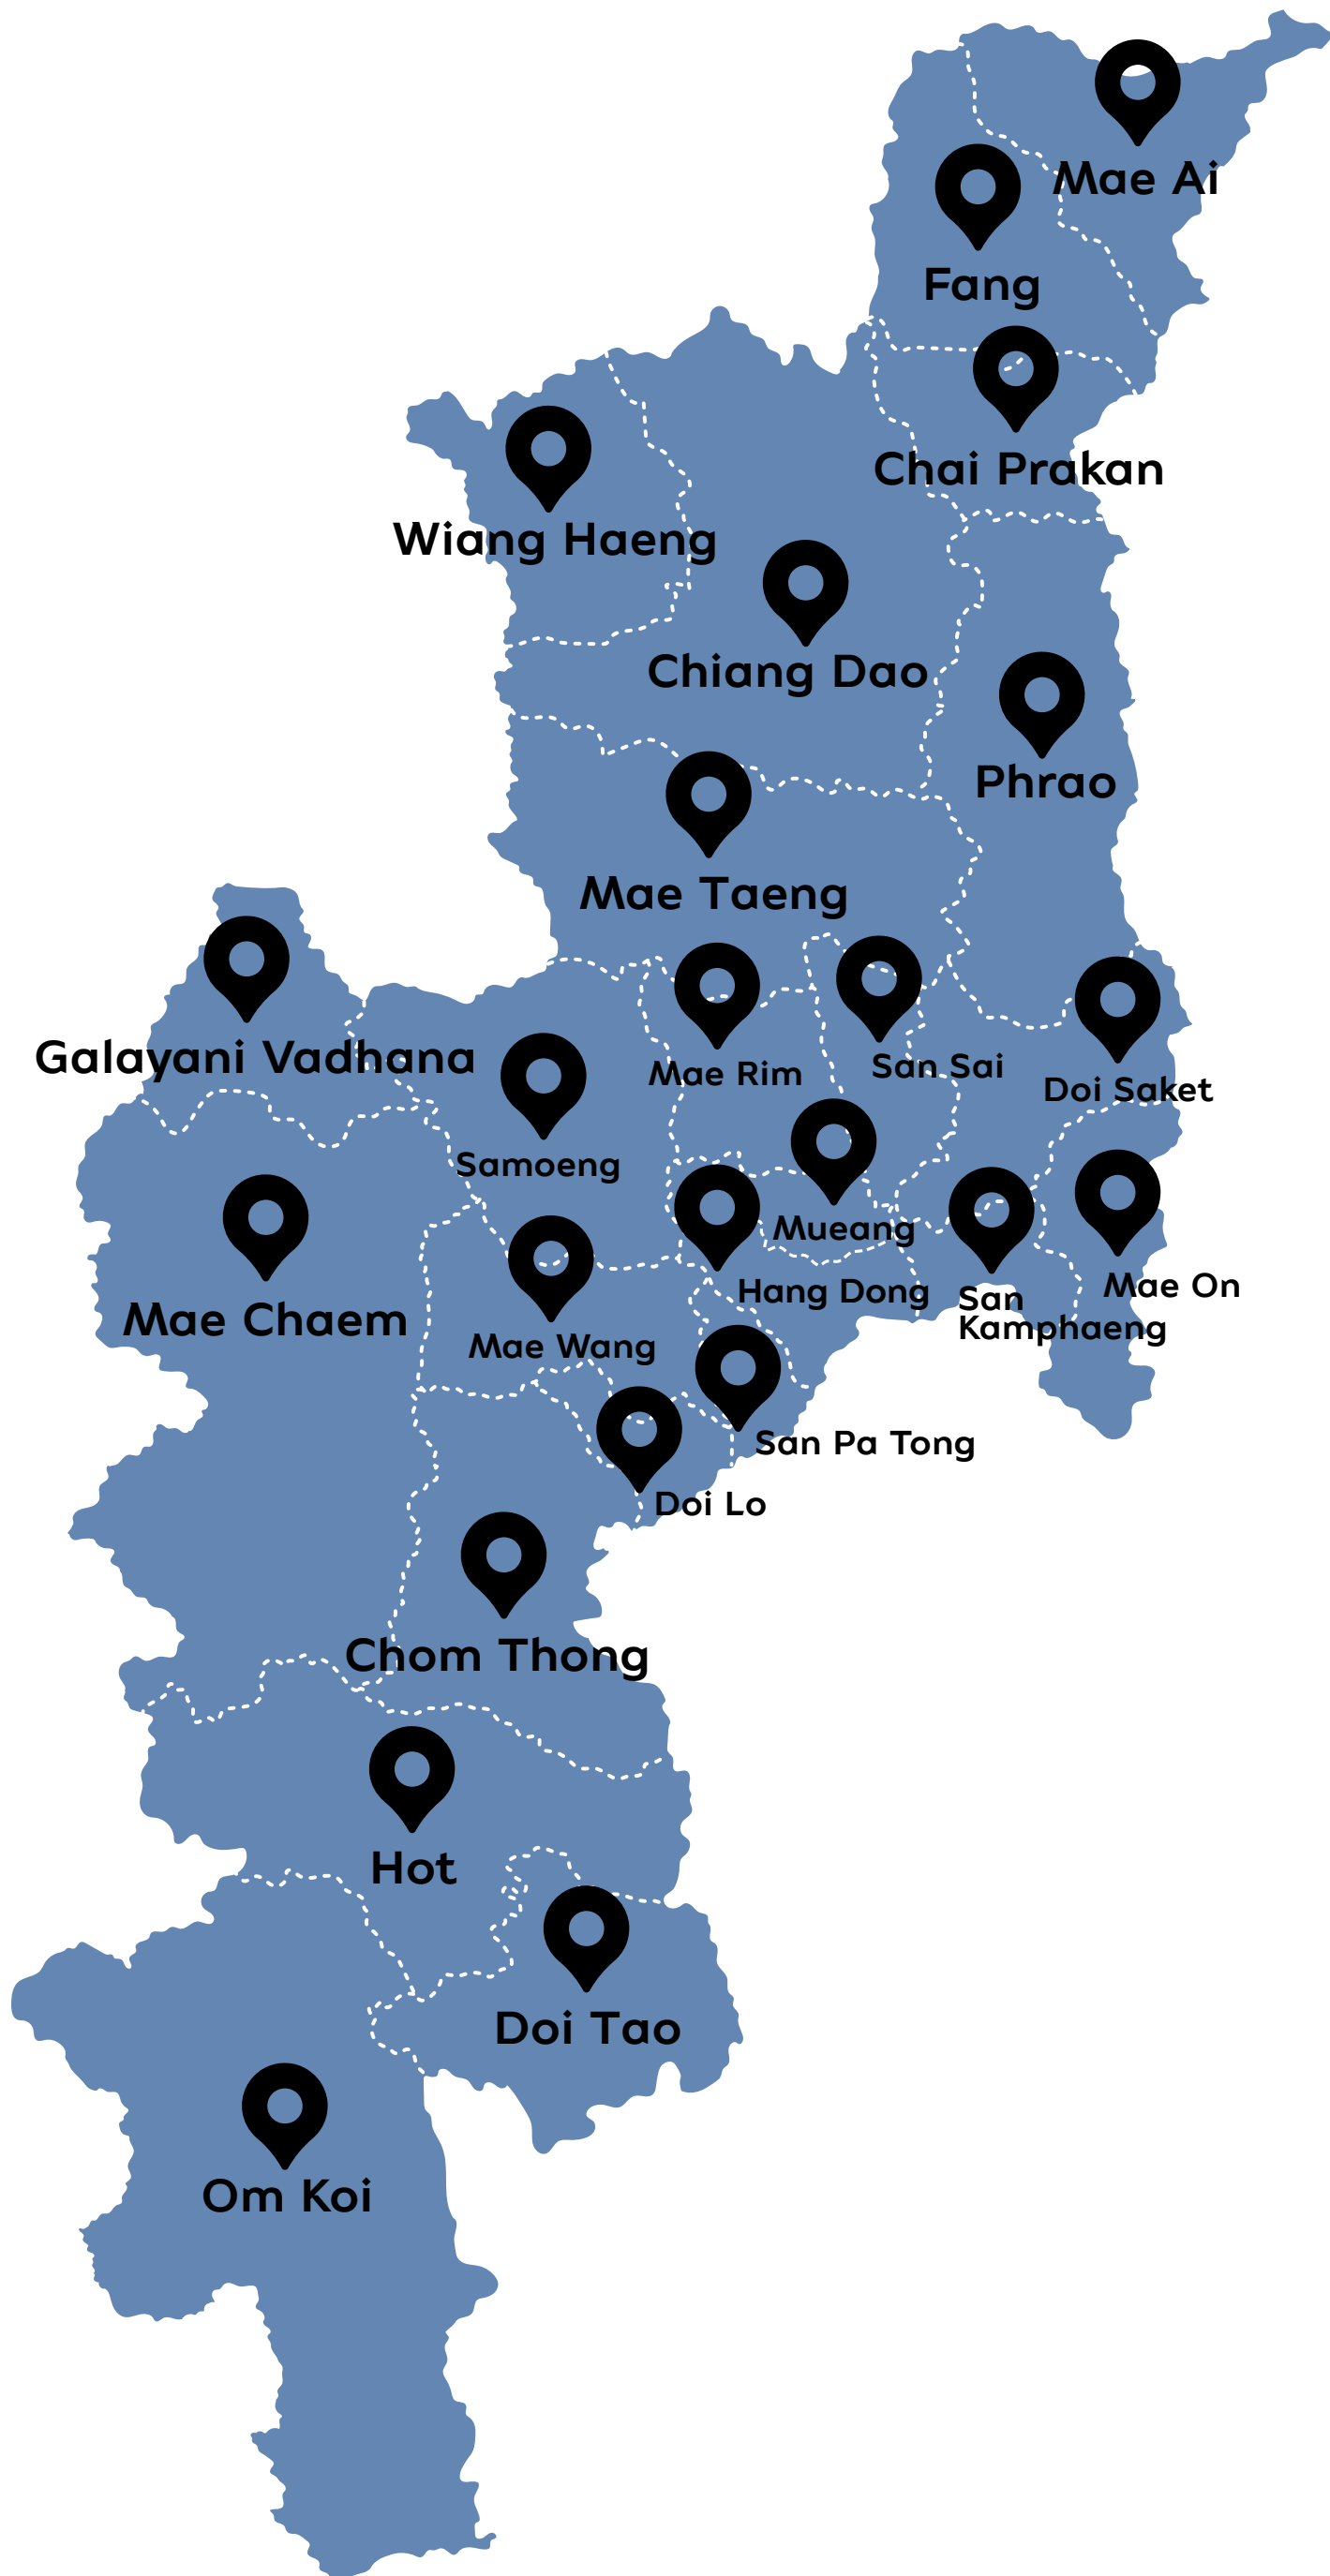 Mae Ai
Fang
Chai Prakan
Wiang Haeng
Chiang Dao
Phrao
Mae Taeng
Galayani Vadhana
Mae Rim
San Sai
Doi Saket
Samoeng
Mueang
Mae On
Hang Dong
San
Kamphaeng
Mae Chaem
Mae Wang
San Pa Tong
Doi Lo
Chom Thong
Hot
Doi Tao
Om Koi